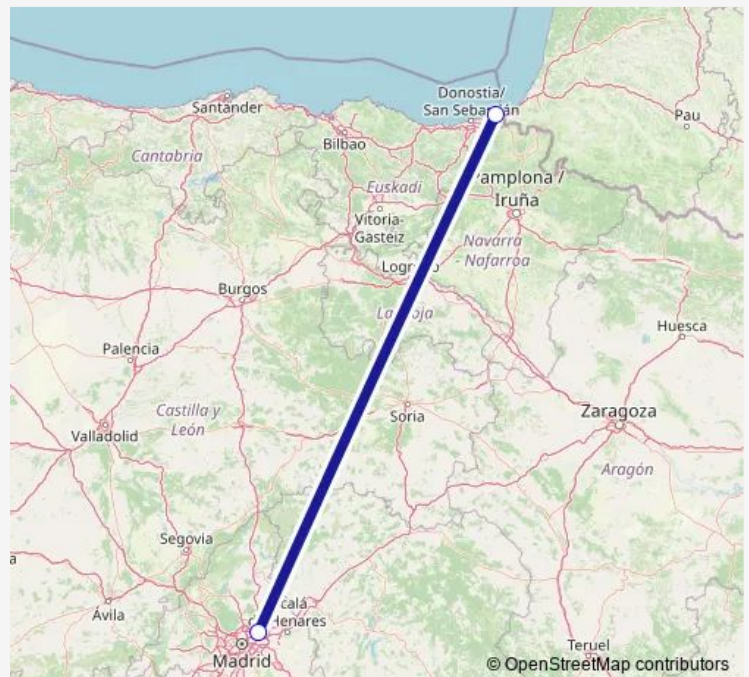 Donostia/
San Sebastián
Santander
Pau
Bilbao
Cantabria
Pamplona /
Iruña
Euskadi
Vitoria-
Gasteiz
Navarra
- Nafarroa
Burgos
Huesca
Palencia
Castilla y
León
Soria
Zaragoza
Valladolid
Aragón
Segovia
a
Ávila
Henares
Madrid
Teruel
© OpenStreetMap contributors